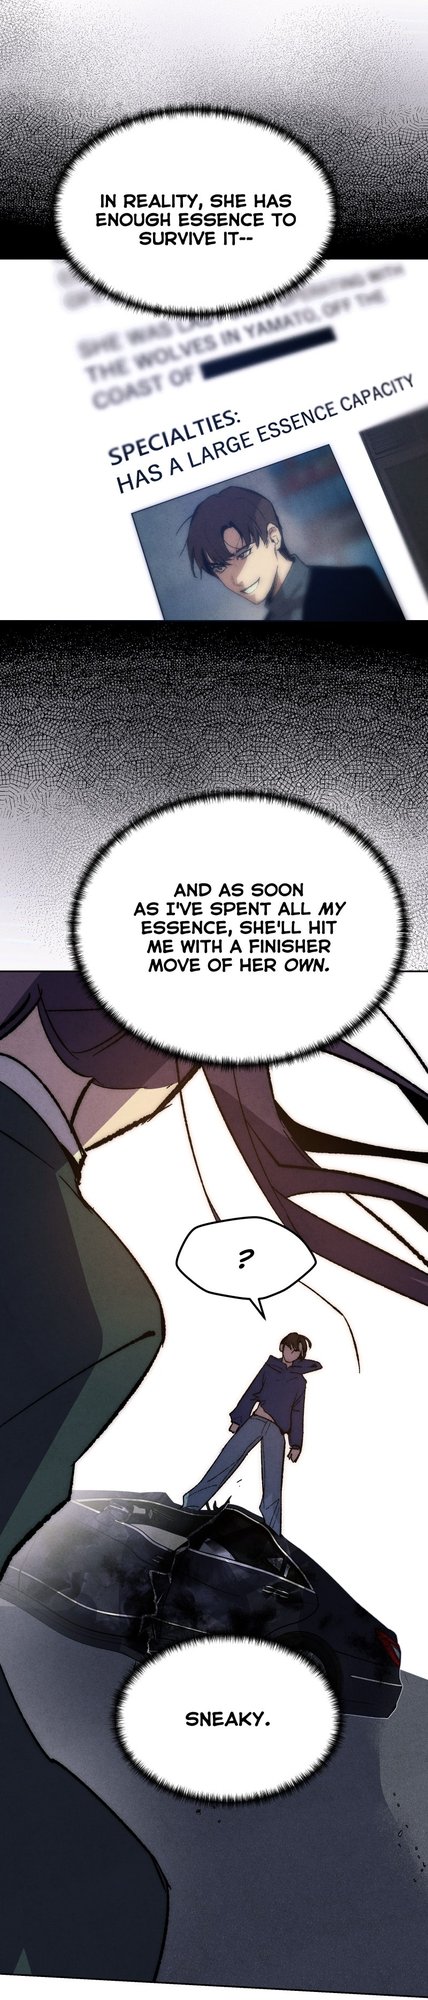 IN REALITY, SHE HAS
ENOUGH ESSENCE TO
SURVIVE IT--
SHE WAS
THE WOLVES IN YAMATO, OFF THE
COAST OF
SPECIALTIES:
HAS A LARGE ESSENCE CAPACITY
AND AS SOON
AS I'VE SPENT ALL MY
ESSENCE, SHE'LL HIT
ME WITH A FINISHER
MOVE OF HER OWN.
?
SNEAKY.